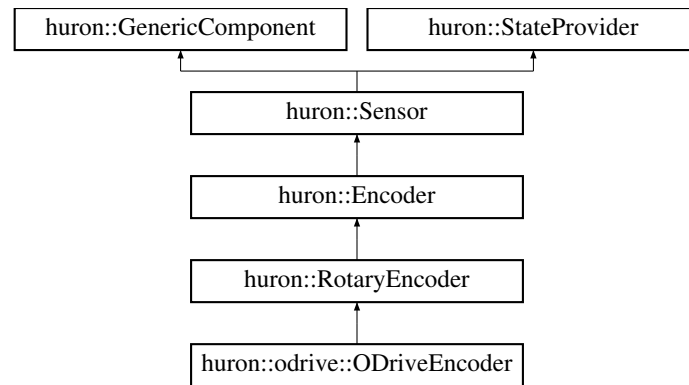 huron::GenericComponent
huron::StateProvider
huron::Sensor
huron::Encoder
huron::RotaryEncoder
huron::odrive::ODriveEncoder